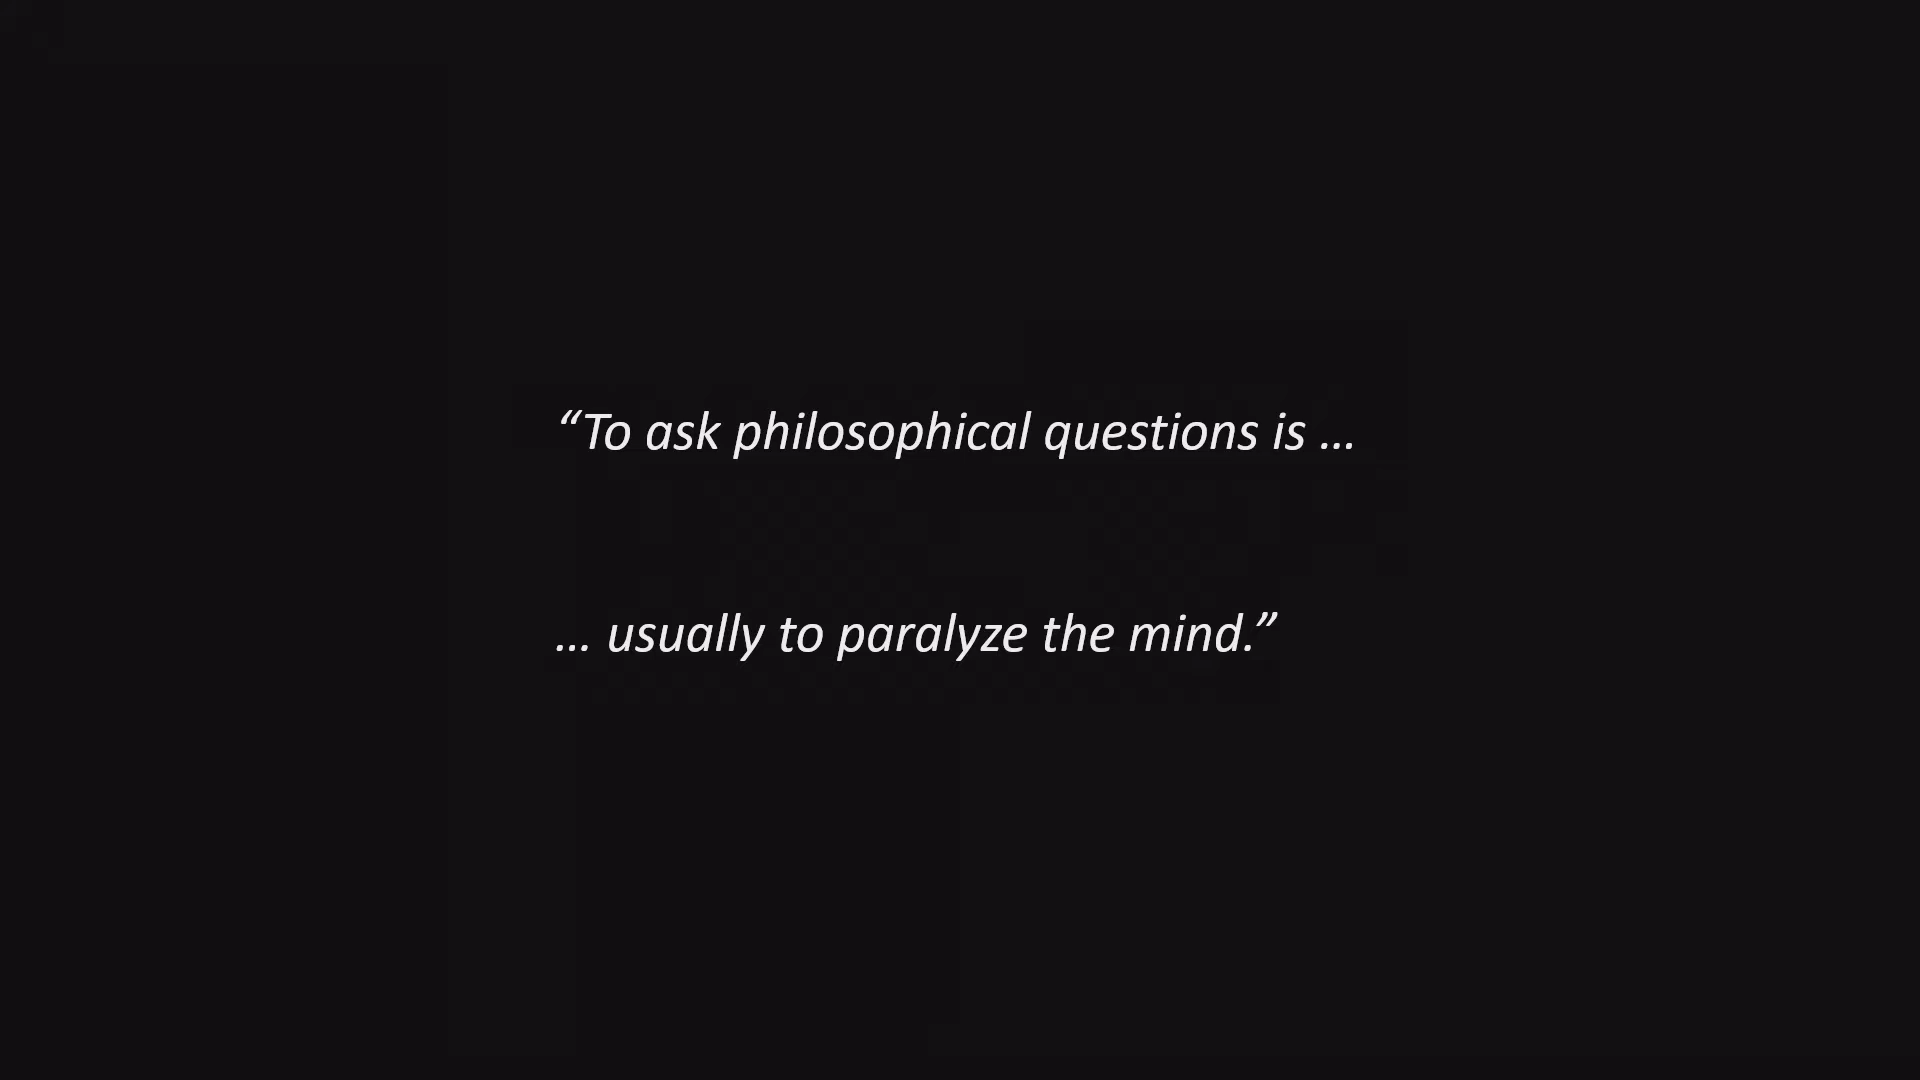 “To ask philosophical questions is ...
... usually to paralyze the mind.”